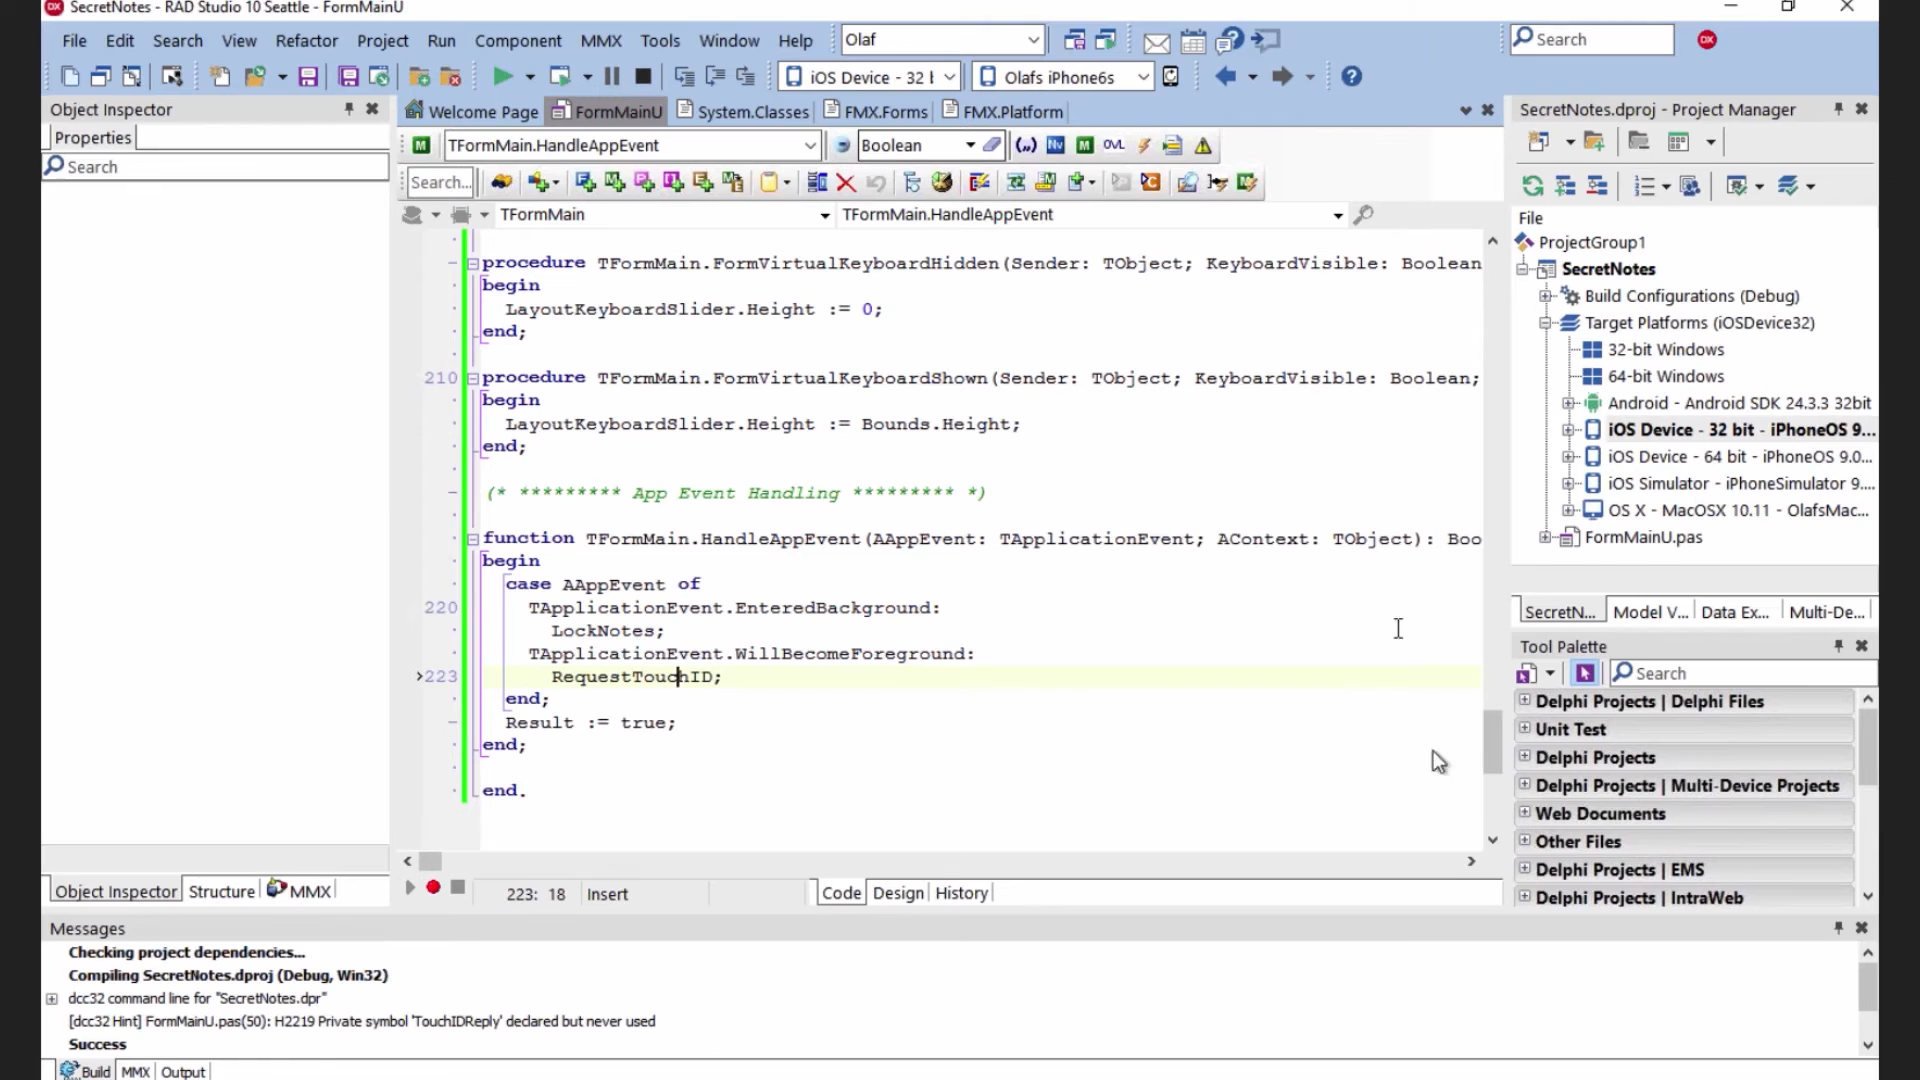 SecretNotes - RAD Studio 10 Seattle - FormMainU
File Edit Search View Refactor Project Run Component MMX Tools Window Help
Olaf
Search
iOS Device - 32 b
Olafs iPhone6s
Object Inspector
Properties
Search
Welcome Page FormMainU System.Classes FMX.Forms FMX.Platform
TFormMain.HandleAppEvent Boolean
Search...
TFormMain TFormMain.HandleAppEvent
procedure TFormMain.FormVirtualKeyboardHidden(Sender: TObject; KeyboardVisible: Boolean
begin
LayoutKeyboardSlider.Height := 0;
end;
210 procedure TFormMain.FormVirtualKeyboardShown(Sender: TObject; KeyboardVisible: Boolean;
begin
LayoutKeyboardSlider.Height := Bounds.Height;
end;
(* ********* App Event Handling ********* *)
function TFormMain.HandleAppEvent(AAppEvent: TApplicationEvent; AContext: TObject): Boo
begin
case AAppEvent of
220 TApplicationEvent.EnteredBackground:
LockNotes;
TApplicationEvent.WillBecomeForeground:
223 RequestTouchID;
end;
Result := true;
end;
end.
223: 18 Insert
Code Design History
Object Inspector Structure MMX
SecretNotes.dproj - Project Manager
File
ProjectGroup1
SecretNotes
Build Configurations (Debug)
Target Platforms (iOSDevice32)
32-bit Windows
64-bit Windows
Android - Android SDK 24.3.3 32bit
iOS Device - 32 bit - iPhoneOS 9...
iOS Device - 64 bit - iPhoneOS 9.0...
iOS Simulator - iPhoneSimulator 9....
OS X - MacOSX 10.11 - OlafsMac...
FormMainU.pas
SecretN... Model V... Data Ex... Multi-De...
Tool Palette
Search
Delphi Projects | Delphi Files
Unit Test
Delphi Projects
Delphi Projects | Multi-Device Projects
Web Documents
Other Files
Delphi Projects | EMS
Delphi Projects | IntraWeb
Messages
Checking project dependencies...
Compiling SecretNotes.dproj (Debug, Win32)
dcc32 command line for "SecretNotes.dpr"
[dcc32 Hint] FormMainU.pas(50): H2219 Private symbol 'TouchIDReply' declared but never used
Success
Build MMX Output